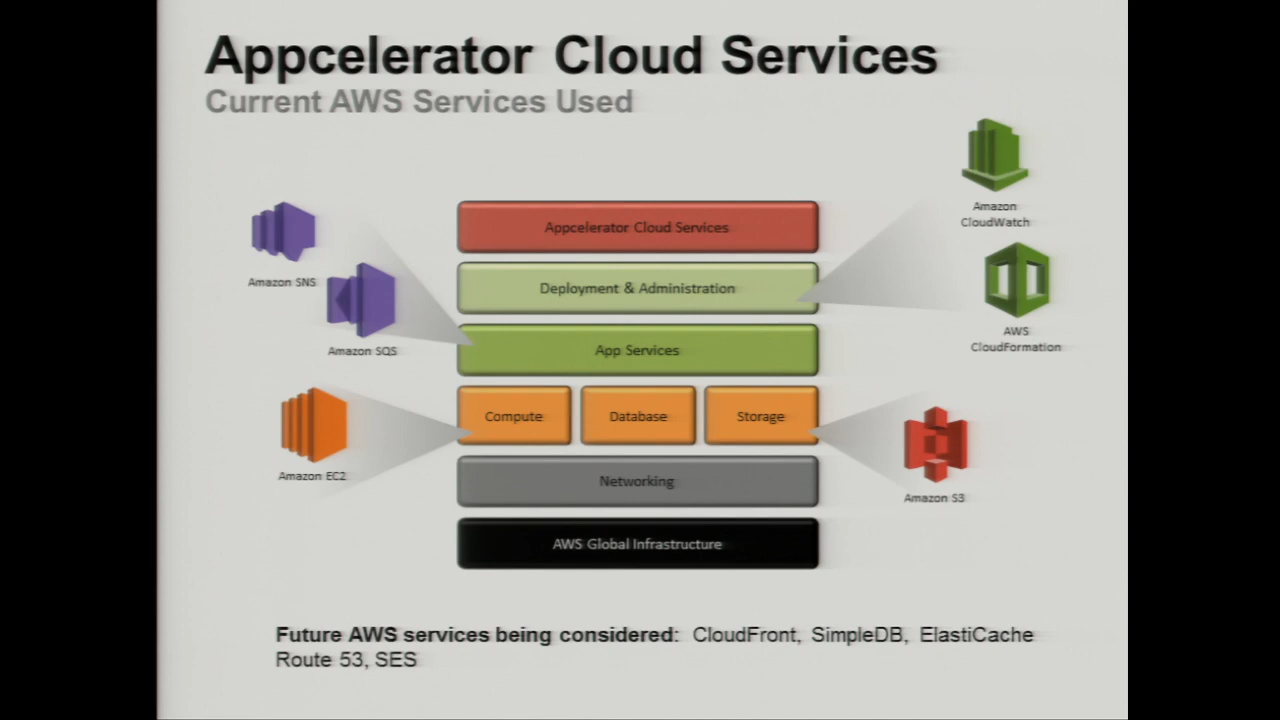 Appcelerator Cloud Services
Current AWS Services Used
Amazon
CloudWatch
Appcelerator Cloud Services
Amazon SNS
Deployment & Administration
AWS
CloudFormation
Amazon SQS
App Services
Compute
Database
Storage
Amazon EC2
Amazon S3
Networking
AWS Global Infrastructure
Future AWS services being considered: CloudFront, SimpleDB, ElastiCache
Route 53, SES